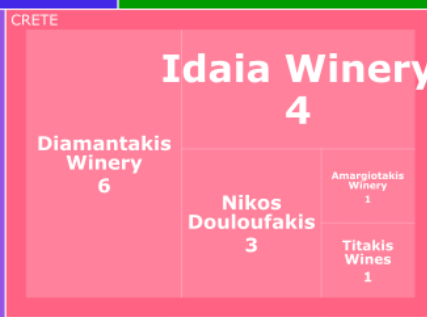 CRETE
Idaia Winery
4
Diamantakis
Winery
6
Nikos
Douloufakis
3
Amargiotakis
Winery
1
Titakis
Wines
1